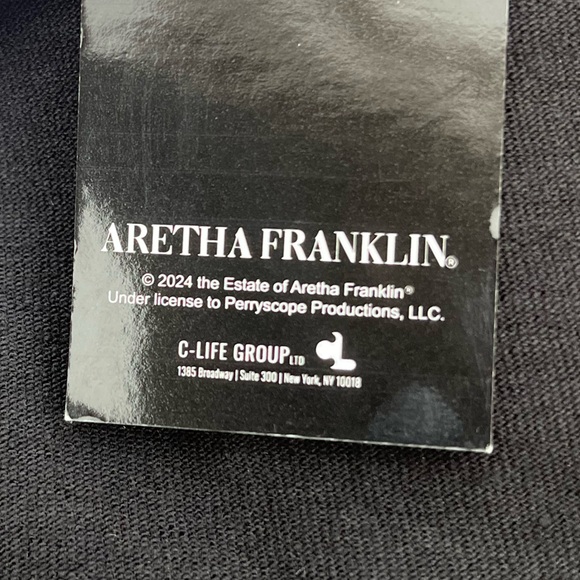 ARETHA FRANKLIN®
© 2024 the Estate of Aretha Franklin®
Under license to Perryscope Productions, LLC.
C-LIFE GROUP LTD
1385 Broadway | Suite 300 | New York, NY 10018